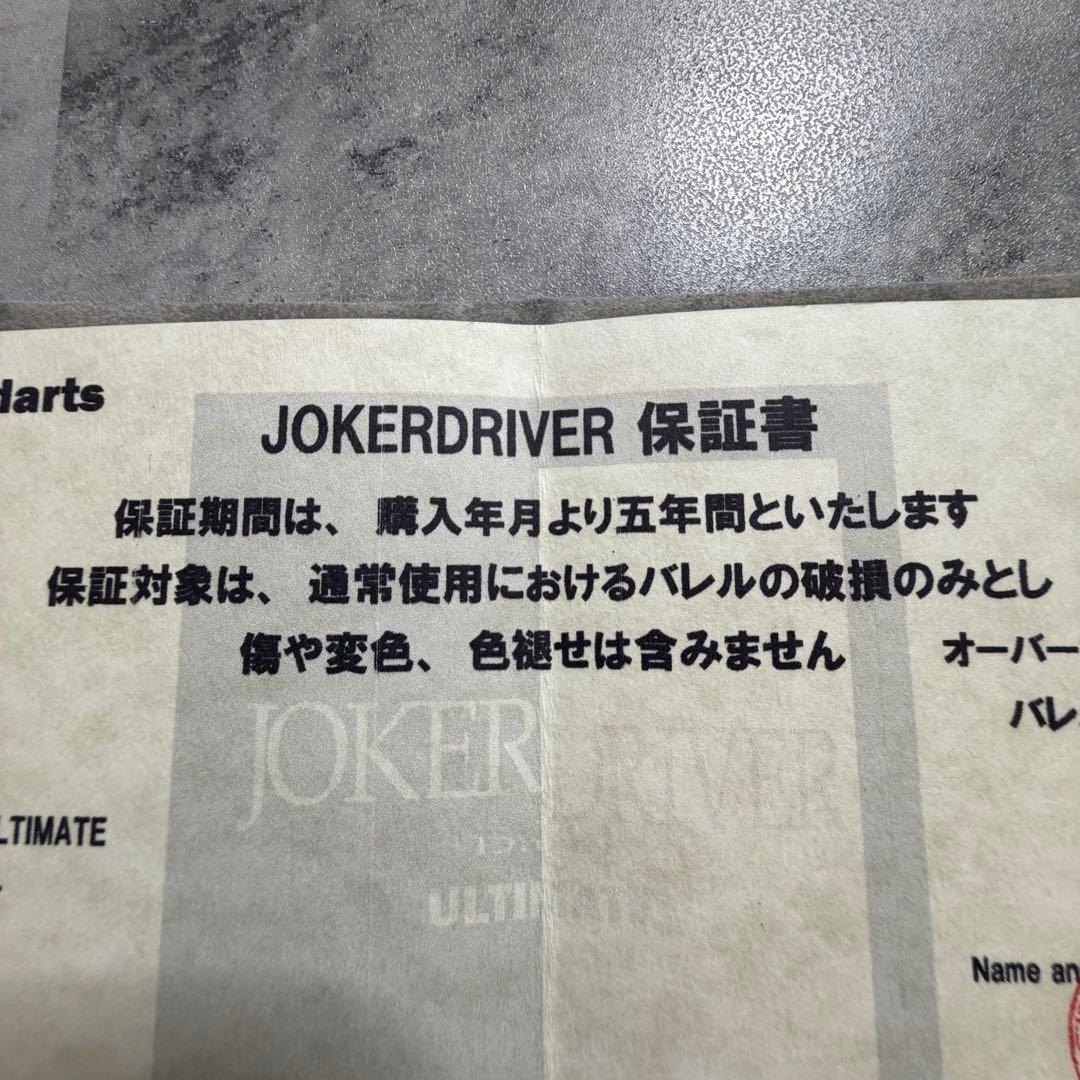 darts
JOKERDRIVER 保証書
保証期間は、購入年月より五年間といたします
保証対象は、通常使用におけるバレルの破損のみとし
傷や変色、色褪せは含みません
オーバー
バレ
JOKERDRIVER
LTIMATE
ULTIM
Name an